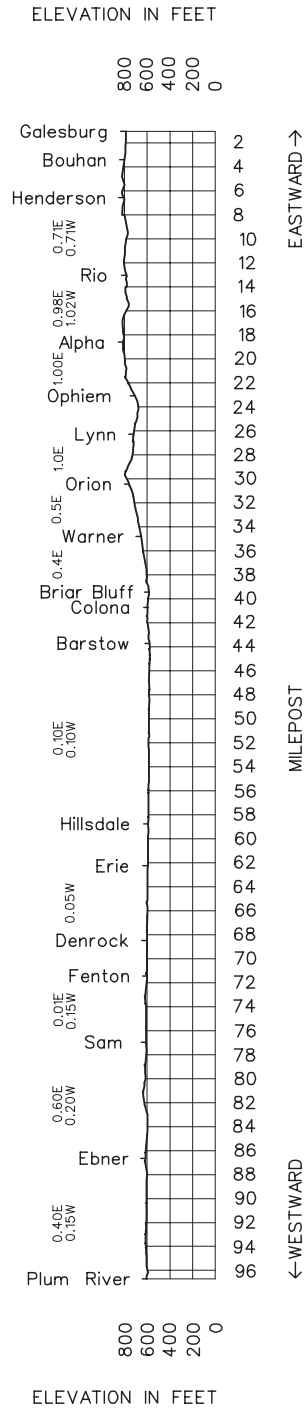 ELEVATION IN FEET
800
600
400
200
0
Galesburg
Bouhan
Henderson
0.71E
0.71W
Rio
0.98E
1.02W
Alpha
1.00E
Ophiem
Lynn
1.0E
Orion
0.5E
Warner
0.4E
Briar Bluff
Colona
Barstow
0.10E
0.10W
Hillsdale
Erie
0.05W
Denrock
Fenton
0.01E
0.15W
Sam
0.60E
0.20W
Ebner
0.40E
0.15W
Plum River
2
4
6
8
10
12
14
16
18
20
22
24
26
28
30
32
34
36
38
40
42
44
46
48
50
52
54
56
58
60
62
64
66
68
70
72
74
76
78
80
82
84
86
88
90
92
94
96
EASTWARD →
MILEPOST
← WESTWARD
800
600
400
200
0
ELEVATION IN FEET